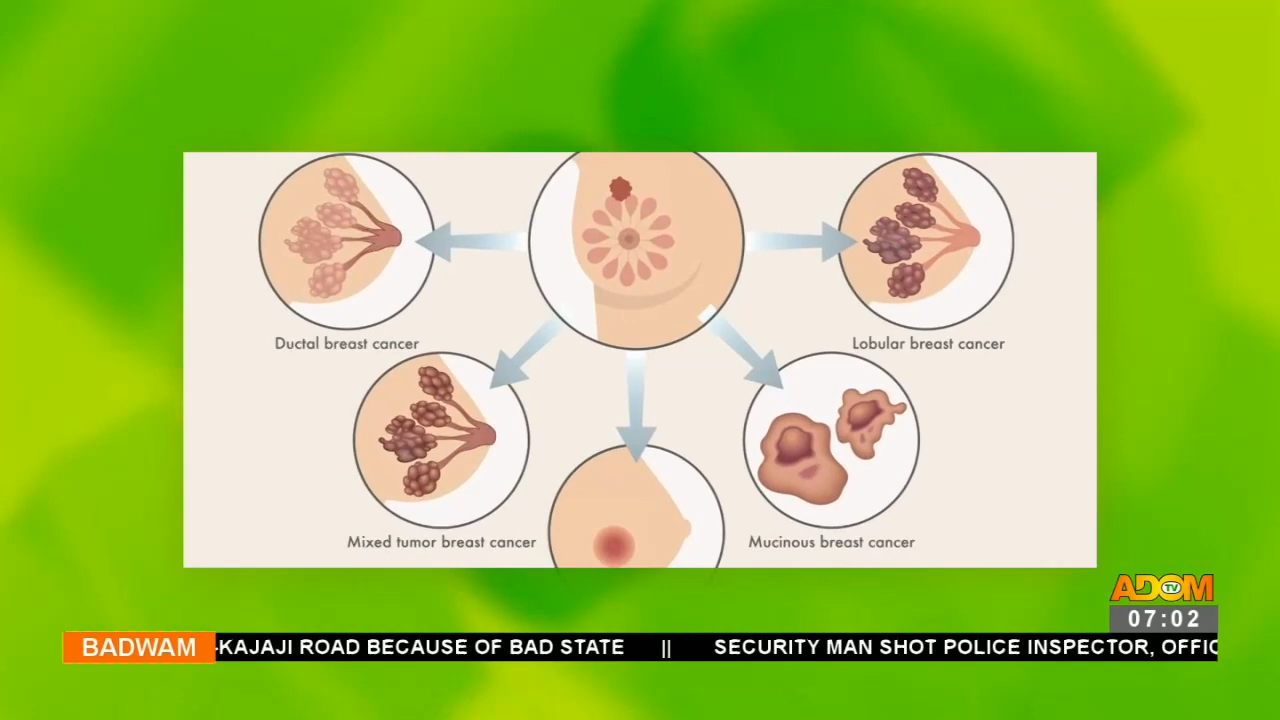 Ductal breast cancer
Lobular breast cancer
Mixed tumor breast cancer
Mucinous breast cancer
ADOM TV
07:02
BADWAM
-KAJAJI ROAD BECAUSE OF BAD STATE || SECURITY MAN SHOT POLICE INSPECTOR,